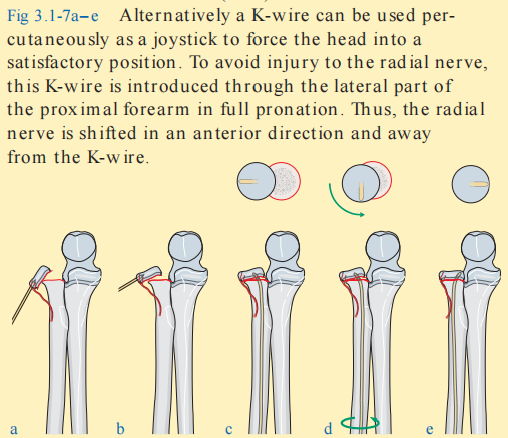 Fig 3.1-7a–e Alternatively a K-wire can be used per-
cutaneously as a joystick to force the head into a
satisfactory position. To avoid injury to the radial nerve,
this K-wire is introduced through the lateral part of
the proximal forearm in full pronation. Thus, the radial
nerve is shifted in an anterior direction and away
from the K-wire.
a b c d e